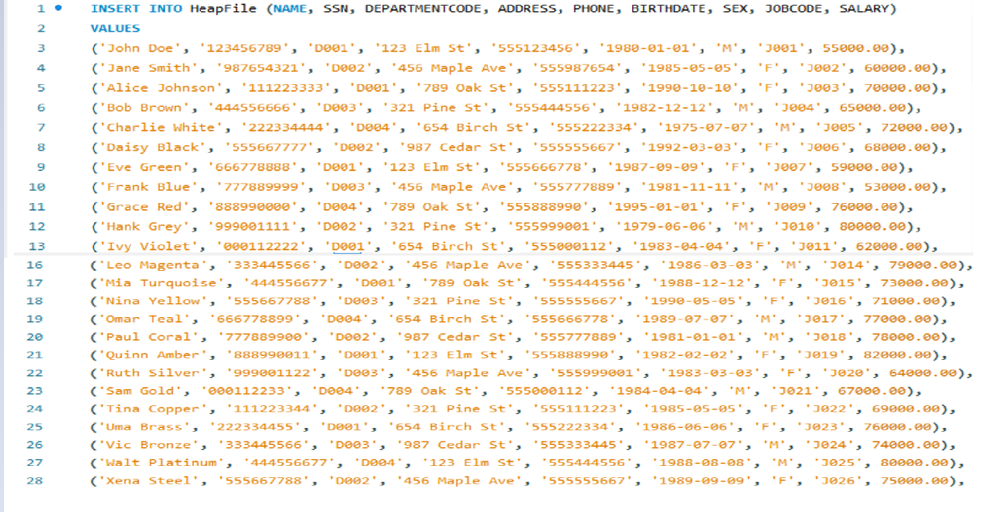 1 INSERT INTO HeapFile (NAME, SSN, DEPARTMENTCODE, ADDRESS, PHONE, BIRTHDATE, SEX, JOBCODE, SALARY)
2 VALUES
3 ('John Doe', '123456789', 'D001', '123 Elm St', '555123456', '1980-01-01', 'M', 'J001', 55000.00),
4 ('Jane Smith', '987654321', 'D002', '456 Maple Ave', '555987654', '1985-05-05', 'F', 'J002', 60000.00),
5 ('Alice Johnson', '111223333', 'D001', '789 Oak St', '555111223', '1990-10-10', 'F', 'J003', 70000.00),
6 ('Bob Brown', '444556666', 'D003', '321 Pine St', '555444556', '1982-12-12', 'M', 'J004', 65000.00),
7 ('Charlie White', '222334444', 'D004', '654 Birch St', '555222334', '1975-07-07', 'M', 'J005', 72000.00),
8 ('Daisy Black', '555667777', 'D002', '987 Cedar St', '555555667', '1992-03-03', 'F', 'J006', 68000.00),
9 ('Eve Green', '666778888', 'D001', '123 Elm St', '555666778', '1987-09-09', 'F', 'J007', 59000.00),
10 ('Frank Blue', '777889999', 'D003', '456 Maple Ave', '555777889', '1981-11-11', 'M', 'J008', 53000.00),
11 ('Grace Red', '888990000', 'D004', '789 Oak St', '555888990', '1995-01-01', 'F', 'J009', 76000.00),
12 ('Hank Grey', '999001111', 'D002', '321 Pine St', '555999001', '1979-06-06', 'M', 'J010', 80000.00),
13 ('Ivy Violet', '000112222', 'D001', '654 Birch St', '555000112', '1983-04-04', 'F', 'J011', 62000.00),
16 ('Leo Magenta', '333445566', 'D002', '456 Maple Ave', '555333445', '1986-03-03', 'M', 'J014', 79000.00),
17 ('Mia Turquoise', '444556677', 'D001', '789 Oak St', '555444556', '1988-12-12', 'F', 'J015', 73000.00),
18 ('Nina Yellow', '555667788', 'D003', '321 Pine St', '555555667', '1990-05-05', 'F', 'J016', 71000.00),
19 ('Omar Teal', '666778899', 'D004', '654 Birch St', '555666778', '1989-07-07', 'M', 'J017', 77000.00),
20 ('Paul Coral', '777889900', 'D002', '987 Cedar St', '555777889', '1981-01-01', 'M', 'J018', 78000.00),
21 ('Quinn Amber', '888990011', 'D001', '123 Elm St', '555888990', '1982-02-02', 'F', 'J019', 82000.00),
22 ('Ruth Silver', '999001122', 'D003', '456 Maple Ave', '555999001', '1983-03-03', 'F', 'J020', 64000.00),
23 ('Sam Gold', '000112233', 'D004', '789 Oak St', '555000112', '1984-04-04', 'M', 'J021', 67000.00),
24 ('Tina Copper', '111223344', 'D002', '321 Pine St', '555111223', '1985-05-05', 'F', 'J022', 69000.00),
25 ('Uma Brass', '222334455', 'D001', '654 Birch St', '555222334', '1986-06-06', 'F', 'J023', 76000.00),
26 ('Vic Bronze', '333445566', 'D003', '987 Cedar St', '555333445', '1987-07-07', 'M', 'J024', 74000.00),
27 ('Walt Platinum', '444556677', 'D004', '123 Elm St', '555444556', '1988-08-08', 'M', 'J025', 80000.00),
28 ('Xena Steel', '555667788', 'D002', '456 Maple Ave', '555555667', '1989-09-09', 'F', 'J026', 75000.00),